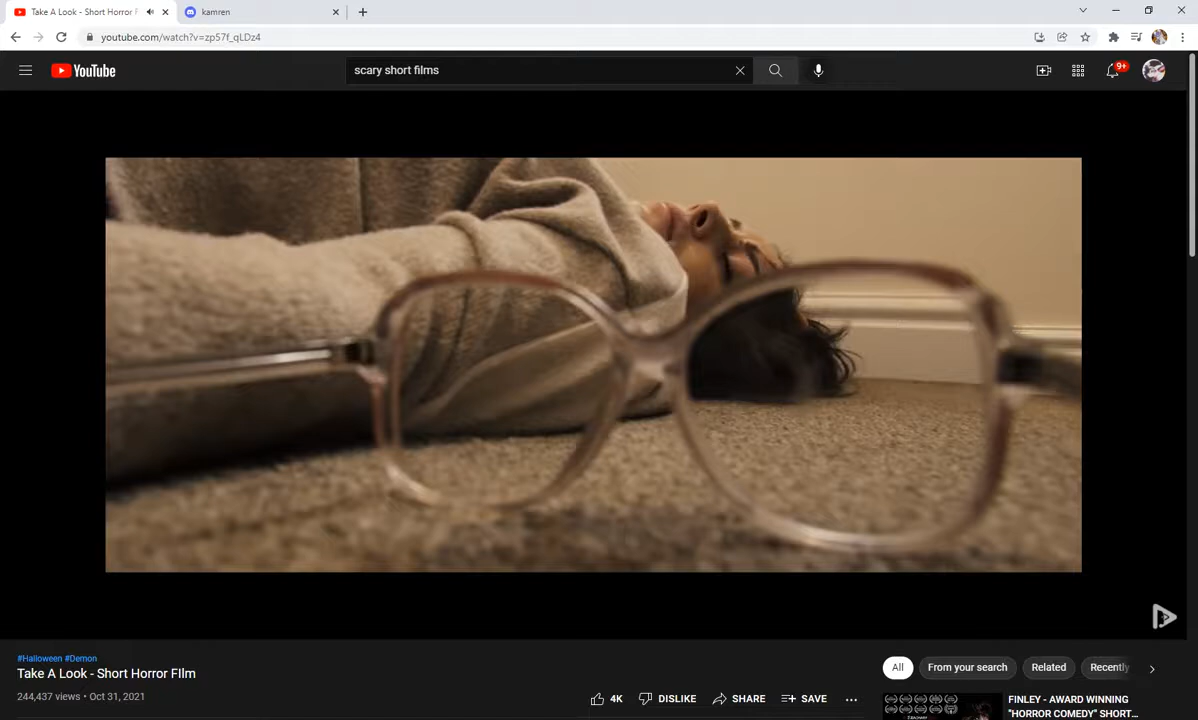 Take A Look - Short Horror F
kamren
youtube.com/watch?v=zp57f_qLDz4
YouTube
scary short films
9+
#Halloween #Demon
Take A Look - Short Horror FIlm
244,437 views • Oct 31, 2021
4K
DISLIKE
SHARE
SAVE
All
From your search
Related
Recently
FINLEY - AWARD WINNING
"HORROR COMEDY" SHORT...